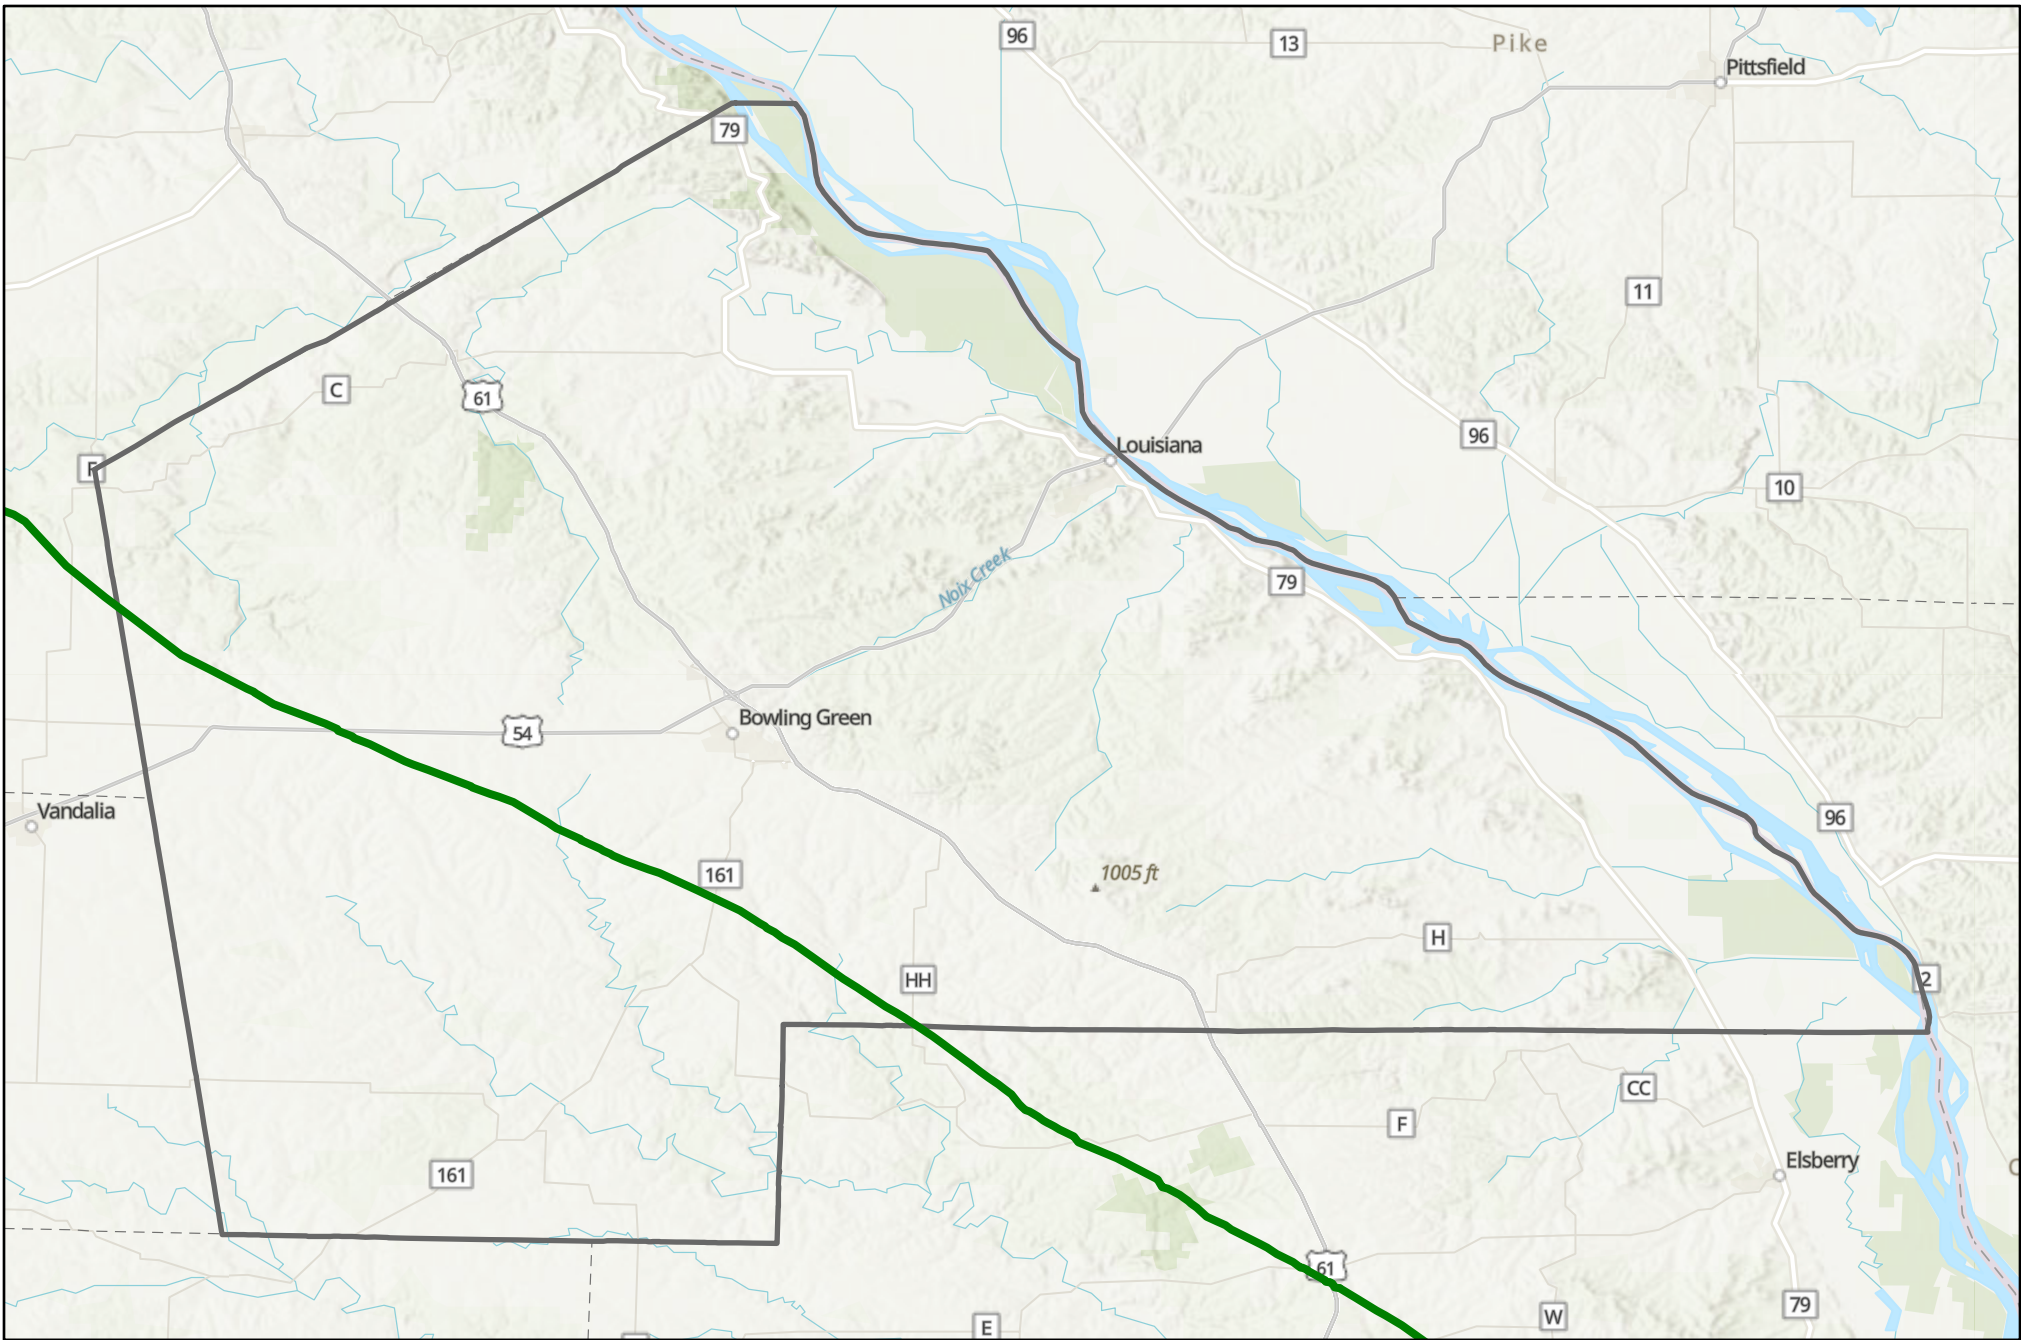 96
13
Pike
Pittsfield
79
11
C
61
F
Louisiana
96
10
Noix Creek
79
54
Bowling Green
Vandalia
96
161
1005 ft
H
HH
2
CC
F
161
Elsberry
61
79
W
E